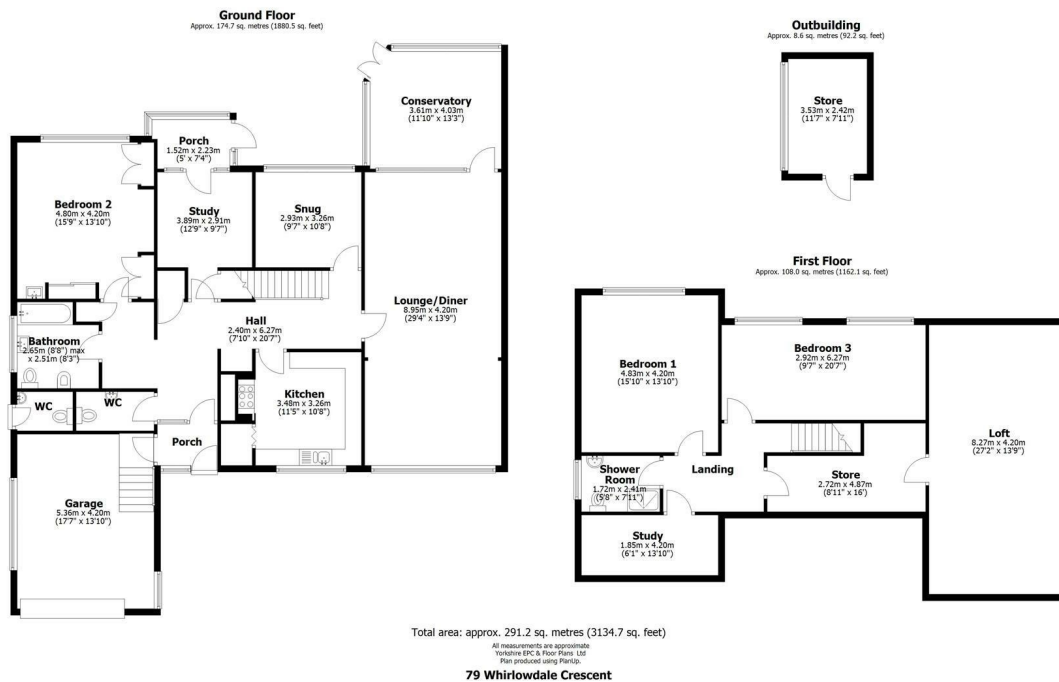 Ground Floor
Approx. 174.7 sq. metres (1880.5 sq. feet)
Conservatory
3.61m x 4.03m
(11'10" x 13'3")
Porch
1.52m x 2.23m
(5' x 7'4")
Bedroom 2
4.80m x 4.20m
(15'9" x 13'10")
Study
3.89m x 2.91m
(12'9" x 9'7")
Snug
2.93m x 3.26m
(9'7" x 10'8")
Lounge/Diner
8.95m x 4.20m
(29'4" x 13'9")
Hall
2.40m x 6.27m
(7'10" x 20'7")
Bathroom
2.65m (8'8") max
x 2.51m (8'3")
Kitchen
3.48m x 3.26m
(11'5" x 10'8")
WC
WC
Porch
Garage
5.36m x 4.20m
(17'7" x 13'10")
Outbuilding
Approx. 8.6 sq. metres (92.2 sq. feet)
Store
3.53m x 2.42m
(11'7" x 7'11")
First Floor
Approx. 108.0 sq. metres (1162.1 sq. feet)
Bedroom 1
4.83m x 4.20m
(15'10" x 13'10")
Bedroom 3
2.92m x 6.27m
(9'7" x 20'7")
Loft
8.27m x 4.20m
(27'2" x 13'9")
Shower
Room
1.72m x 2.41m
(5'8" x 7'11")
Landing
Store
2.72m x 4.87m
(8'11" x 16')
Study
1.85m x 4.20m
(6'1" x 13'10")
Total area: approx. 291.2 sq. metres (3134.7 sq. feet)
All measurements are approximate
Yorkshire EPC & Floor Plans Ltd
Plan produced using PlanUp.
79 Whirlowdale Crescent